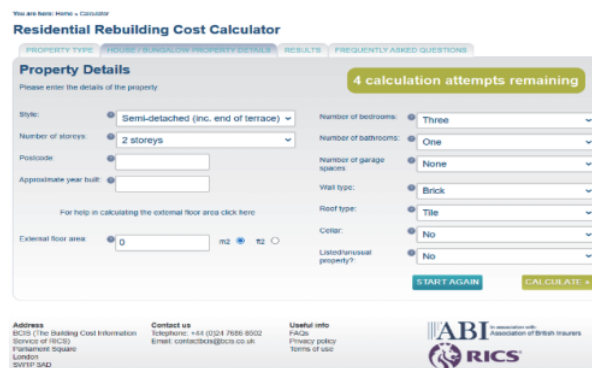 You are here: Home » Calculator
Residential Rebuilding Cost Calculator
PROPERTY TYPE HOUSE / BUNGALOW PROPERTY DETAILS RESULTS FREQUENTLY ASKED QUESTIONS
Property Details
4 calculation attempts remaining
Please enter the details of the property
Style: Semi-detached (inc. end of terrace)
Number of storeys: 2 storeys
Postcode
Approximate year built:
For help in calculating the external floor area click here
External floor area: 0 m2 ft2
Number of bedrooms: Three
Number of bathrooms: One
Number of garage spaces None
Wall type: Brick
Roof type: Tile
Cellar: No
Listed/unusual property?: No
START AGAIN CALCULATE »
Address
BCIS (The Building Cost Information
Service of RICS)
Parliament Square
London
SW1P 3AD
Contact us
Telephone: +44 (0)24 7686 8502
Email: contactbcis@bcis.co.uk
Useful info
FAQs
Privacy policy
Terms of use
ABI In association with
Association of British Insurers
RICS